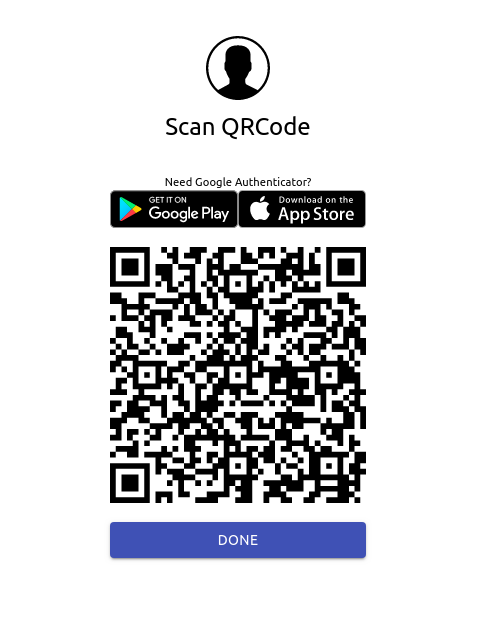 Scan QRCode
Need Google Authenticator?
GET IT ON
Google Play
Download on the
App Store
DONE